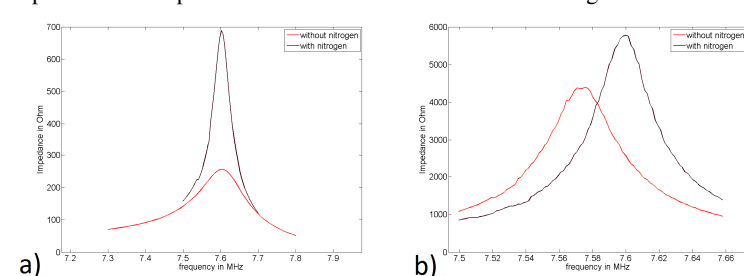 700
600
500
400
300
200
100
0
Impedance in Ohm
without nitrogen
with nitrogen
7.2 7.3 7.4 7.5 7.6 7.7 7.8 7.9
frequency in MHz
a)
6000
5000
4000
3000
2000
1000
0
Impedance in Ohm
without nitrogen
with nitrogen
7.5 7.52 7.54 7.56 7.58 7.6 7.62 7.64 7.66
frequency in MHz
b)